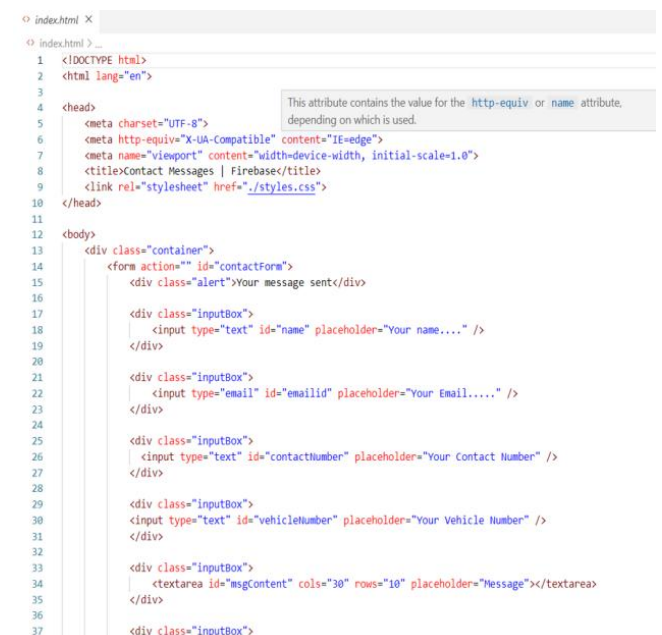 <> index.html ×
<> index.html > ...
1 <!DOCTYPE html>
2 <html lang="en">
3
This attribute contains the value for the http-equiv or name attribute,
depending on which is used.
4 <head>
5 <meta charset="UTF-8">
6 <meta http-equiv="X-UA-Compatible" content="IE=edge">
7 <meta name="viewport" content="width=device-width, initial-scale=1.0">
8 <title>Contact Messages | Firebase</title>
9 <link rel="stylesheet" href="./styles.css">
10 </head>
11
12 <body>
13 <div class="container">
14 <form action="" id="contactForm">
15 <div class="alert">Your message sent</div>
16
17 <div class="inputBox">
18 <input type="text" id="name" placeholder="Your name...." />
19 </div>
20
21 <div class="inputBox">
22 <input type="email" id="emailid" placeholder="Your Email....." />
23 </div>
24
25 <div class="inputBox">
26 <input type="text" id="contactNumber" placeholder="Your Contact Number" />
27 </div>
28
29 <div class="inputBox">
30 <input type="text" id="vehicleNumber" placeholder="Your Vehicle Number" />
31 </div>
32
33 <div class="inputBox">
34 <textarea id="msgContent" cols="30" rows="10" placeholder="Message"></textarea>
35 </div>
36
37 <div class="inputBox">